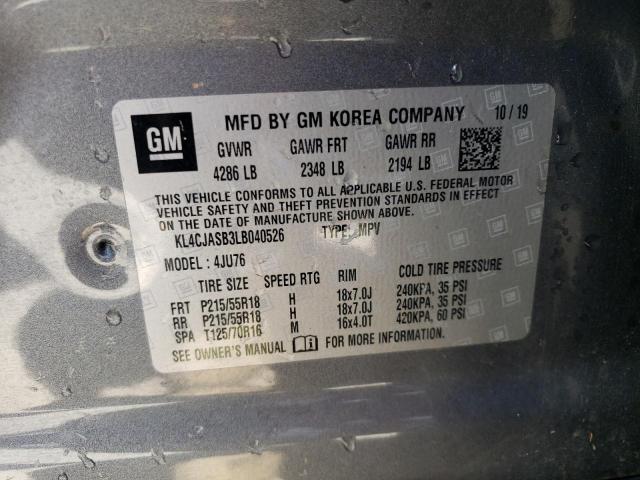 GM
MFD BY GM KOREA COMPANY 10/19
GVWR GAWR FRT GAWR RR
4286 LB 2348 LB 2194 LB
THIS VEHICLE CONFORMS TO ALL APPLICABLE U.S. FEDERAL MOTOR
VEHICLE SAFETY AND THEFT PREVENTION STANDARDS IN EFFECT
ON THE DATE OF MANUFACTURE SHOWN ABOVE.
KL4CJASB3LB040526 TYPE: MPV
MODEL : 4JU76
TIRE SIZE SPEED RTG RIM COLD TIRE PRESSURE
FRT P215/55R18 H 18x7.0J 240KPA, 35 PSI
RR P215/55R18 H 18x7.0J 240KPA, 35 PSI
SPA T125/70R16 M 16x4.0T 420KPA, 60 PSI
SEE OWNER'S MANUAL FOR MORE INFORMATION.